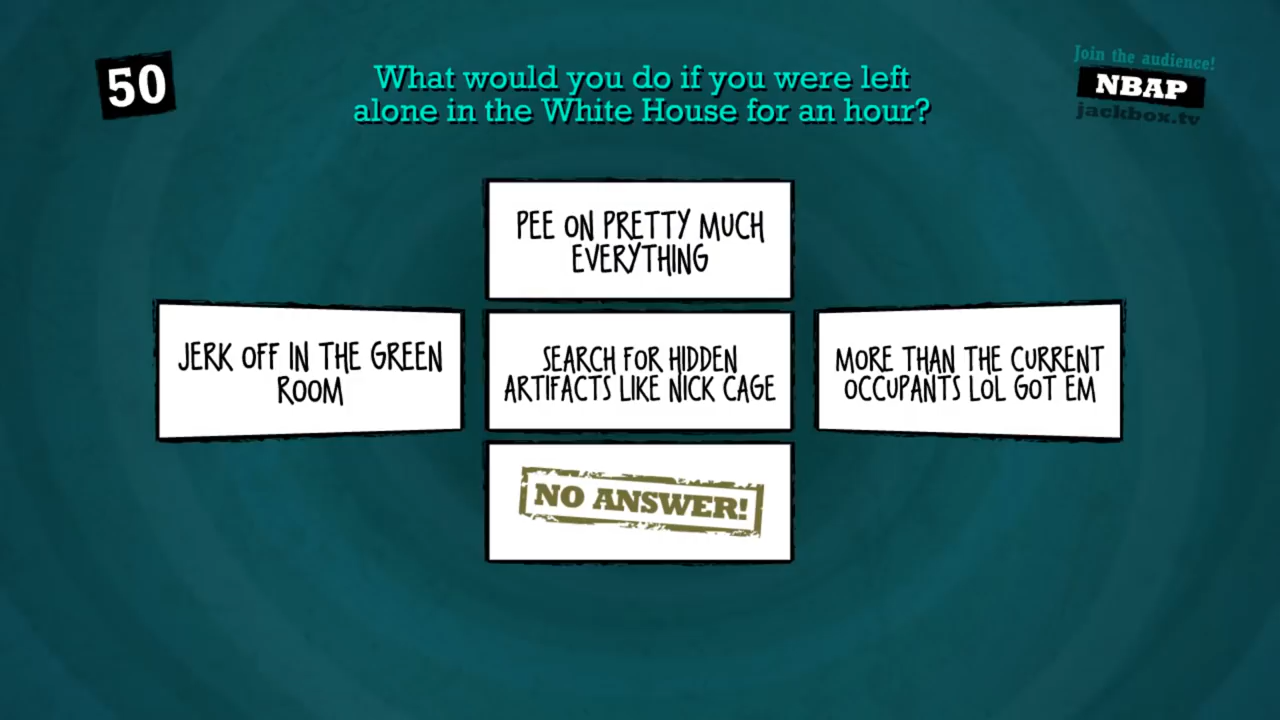 50
What would you do if you were left
alone in the White House for an hour?
Join the audience!
NBAP
jackbox.tv
PEE ON PRETTY MUCH
EVERYTHING
JERK OFF IN THE GREEN
ROOM
SEARCH FOR HIDDEN
ARTIFACTS LIKE NICK CAGE
MORE THAN THE CURRENT
OCCUPANTS LOL GOT EM
NO ANSWER!